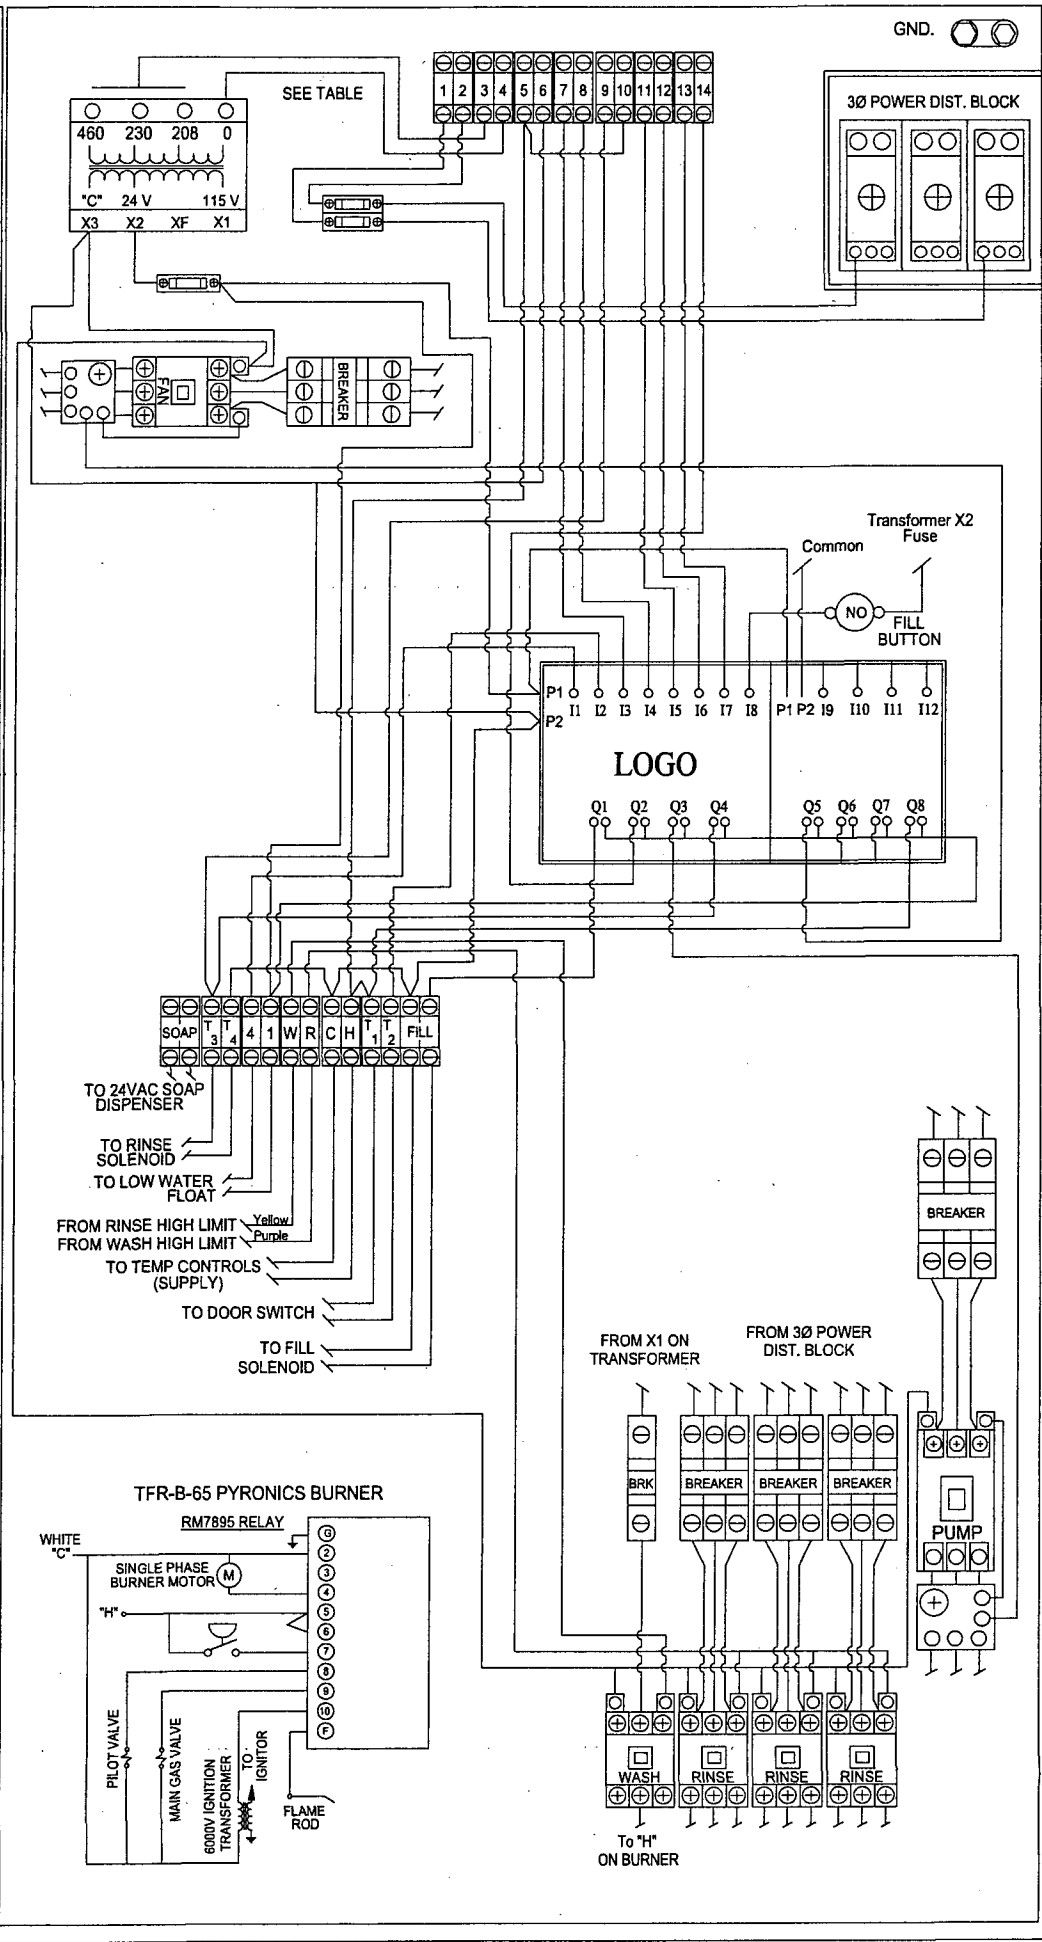 GND.
SEE TABLE
1 2 3 4 5 6 7 8 9 10 11 12 13 14
3Ø POWER DIST. BLOCK
460 230 208 0
"C" 24 V 115 V
X3 X2 XF X1
FAN
BREAKER
Transformer X2
Fuse
Common
NO
FILL
BUTTON
P1 I1 I2 I3 I4 I5 I6 I7 I8 P1 P2 I9 I10 I11 I12
P2
LOGO
Q1 Q2 Q3 Q4 Q5 Q6 Q7 Q8
SOAP T3 T4 4 1 W R C H T1 T2 FILL
TO 24VAC SOAP
DISPENSER
TO RINSE
SOLENOID
TO LOW WATER
FLOAT
FROM RINSE HIGH LIMIT Yellow
FROM WASH HIGH LIMIT Purple
TO TEMP CONTROLS
(SUPPLY)
TO DOOR SWITCH
TO FILL
SOLENOID
BREAKER
FROM X1 ON
TRANSFORMER
FROM 3Ø POWER
DIST. BLOCK
BRK BREAKER BREAKER BREAKER
PUMP
WASH RINSE RINSE RINSE
To "H"
ON BURNER
TFR-B-65 PYRONICS BURNER
RM7895 RELAY
WHITE
"C"
SINGLE PHASE
BURNER MOTOR
M
"H"
G
2
3
4
5
6
7
8
9
10
F
PILOT VALVE
MAIN GAS VALVE
6000V IGNITION
TRANSFORMER
TO
IGNITOR
FLAME
ROD